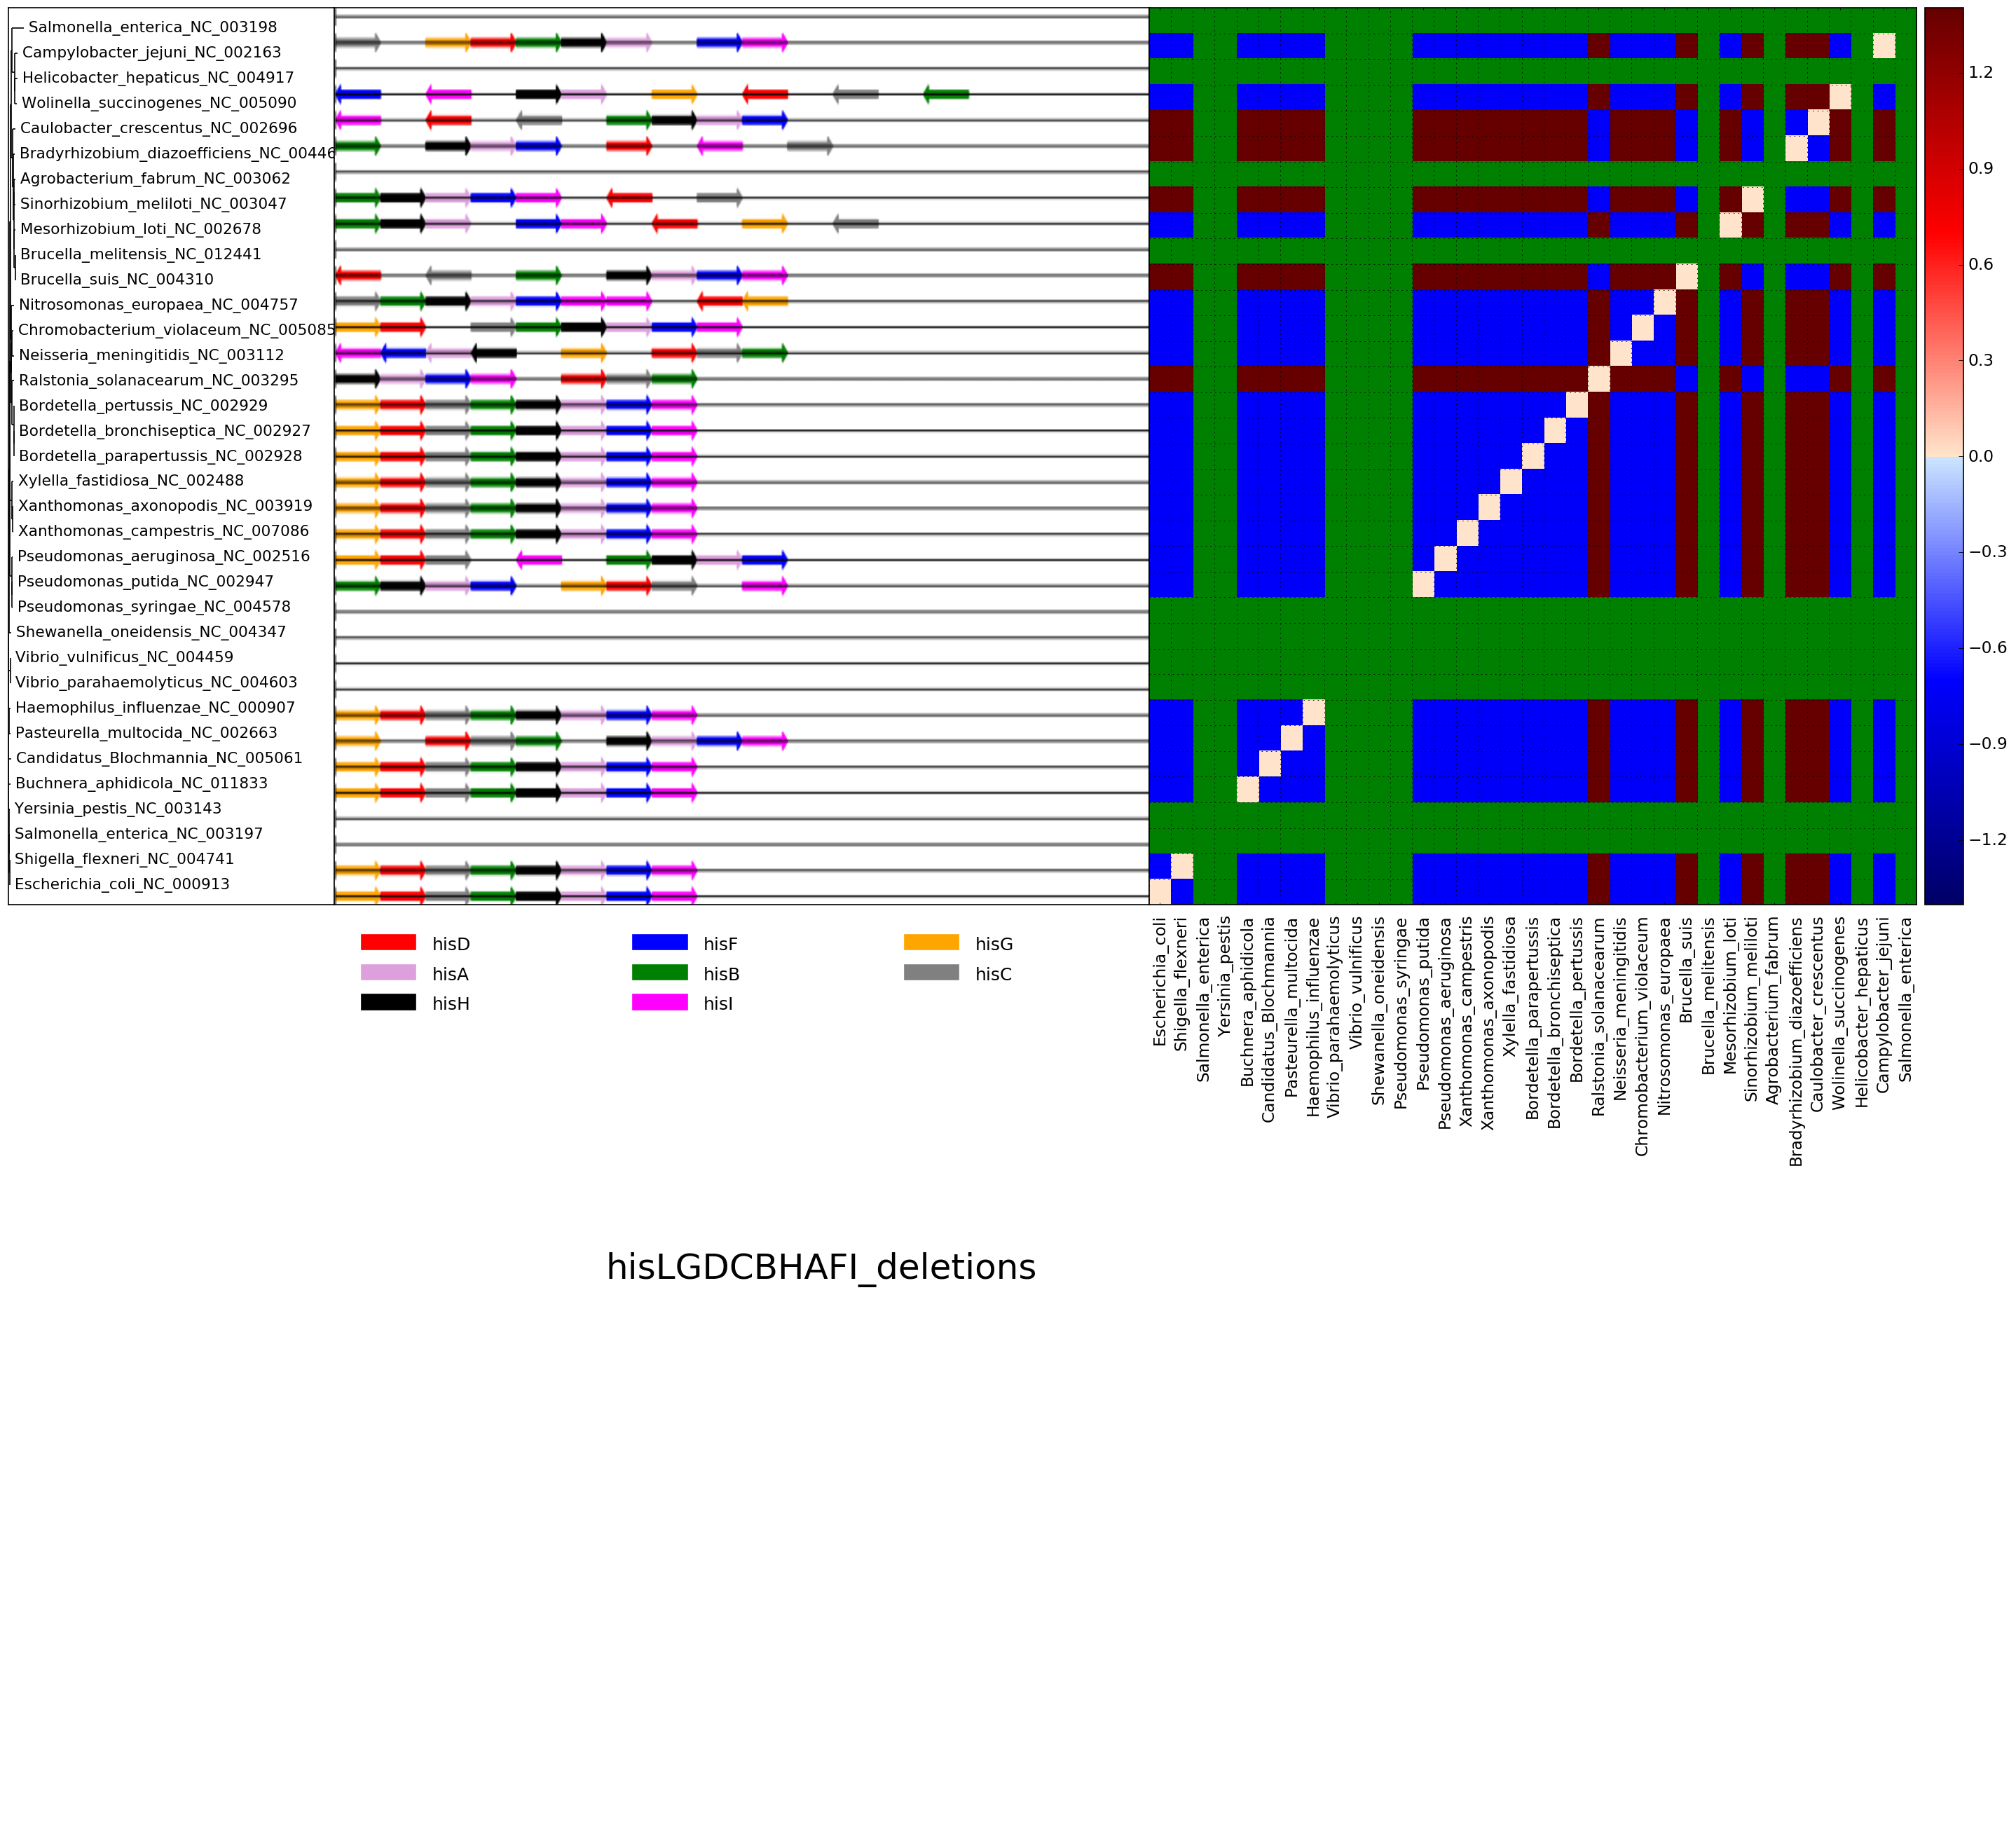 Salmonella_enterica_NC_003198
Campylobacter_jejuni_NC_002163
Helicobacter_hepaticus_NC_004917
Wolinella_succinogenes_NC_005090
Caulobacter_crescentus_NC_002696
Bradyrhizobium_diazoefficiens_NC_00446
Agrobacterium_fabrum_NC_003062
Sinorhizobium_meliloti_NC_003047
Mesorhizobium_loti_NC_002678
Brucella_melitensis_NC_012441
Brucella_suis_NC_004310
Nitrosomonas_europaea_NC_004757
Chromobacterium_violaceum_NC_005085
Neisseria_meningitidis_NC_003112
Ralstonia_solanacearum_NC_003295
Bordetella_pertussis_NC_002929
Bordetella_bronchiseptica_NC_002927
Bordetella_parapertussis_NC_002928
Xylella_fastidiosa_NC_002488
Xanthomonas_axonopodis_NC_003919
Xanthomonas_campestris_NC_007086
Pseudomonas_aeruginosa_NC_002516
Pseudomonas_putida_NC_002947
Pseudomonas_syringae_NC_004578
Shewanella_oneidensis_NC_004347
Vibrio_vulnificus_NC_004459
Vibrio_parahaemolyticus_NC_004603
Haemophilus_influenzae_NC_000907
Pasteurella_multocida_NC_002663
Candidatus_Blochmannia_NC_005061
Buchnera_aphidicola_NC_011833
Yersinia_pestis_NC_003143
Salmonella_enterica_NC_003197
Shigella_flexneri_NC_004741
Escherichia_coli_NC_000913
1.2
0.9
0.6
0.3
0.0
−0.3
−0.6
−0.9
−1.2
Escherichia_coli
Shigella_flexneri
Salmonella_enterica
Yersinia_pestis
Buchnera_aphidicola
Candidatus_Blochmannia
Pasteurella_multocida
Haemophilus_influenzae
Vibrio_parahaemolyticus
Vibrio_vulnificus
Shewanella_oneidensis
Pseudomonas_syringae
Pseudomonas_putida
Pseudomonas_aeruginosa
Xanthomonas_campestris
Xanthomonas_axonopodis
Xylella_fastidiosa
Bordetella_parapertussis
Bordetella_bronchiseptica
Bordetella_pertussis
Ralstonia_solanacearum
Neisseria_meningitidis
Chromobacterium_violaceum
Nitrosomonas_europaea
Brucella_suis
Brucella_melitensis
Mesorhizobium_loti
Sinorhizobium_meliloti
Agrobacterium_fabrum
Bradyrhizobium_diazoefficiens
Caulobacter_crescentus
Wolinella_succinogenes
Helicobacter_hepaticus
Campylobacter_jejuni
Salmonella_enterica
hisD hisF hisG
hisA hisB hisC
hisH hisI
hisLGDCBHAFI_deletions